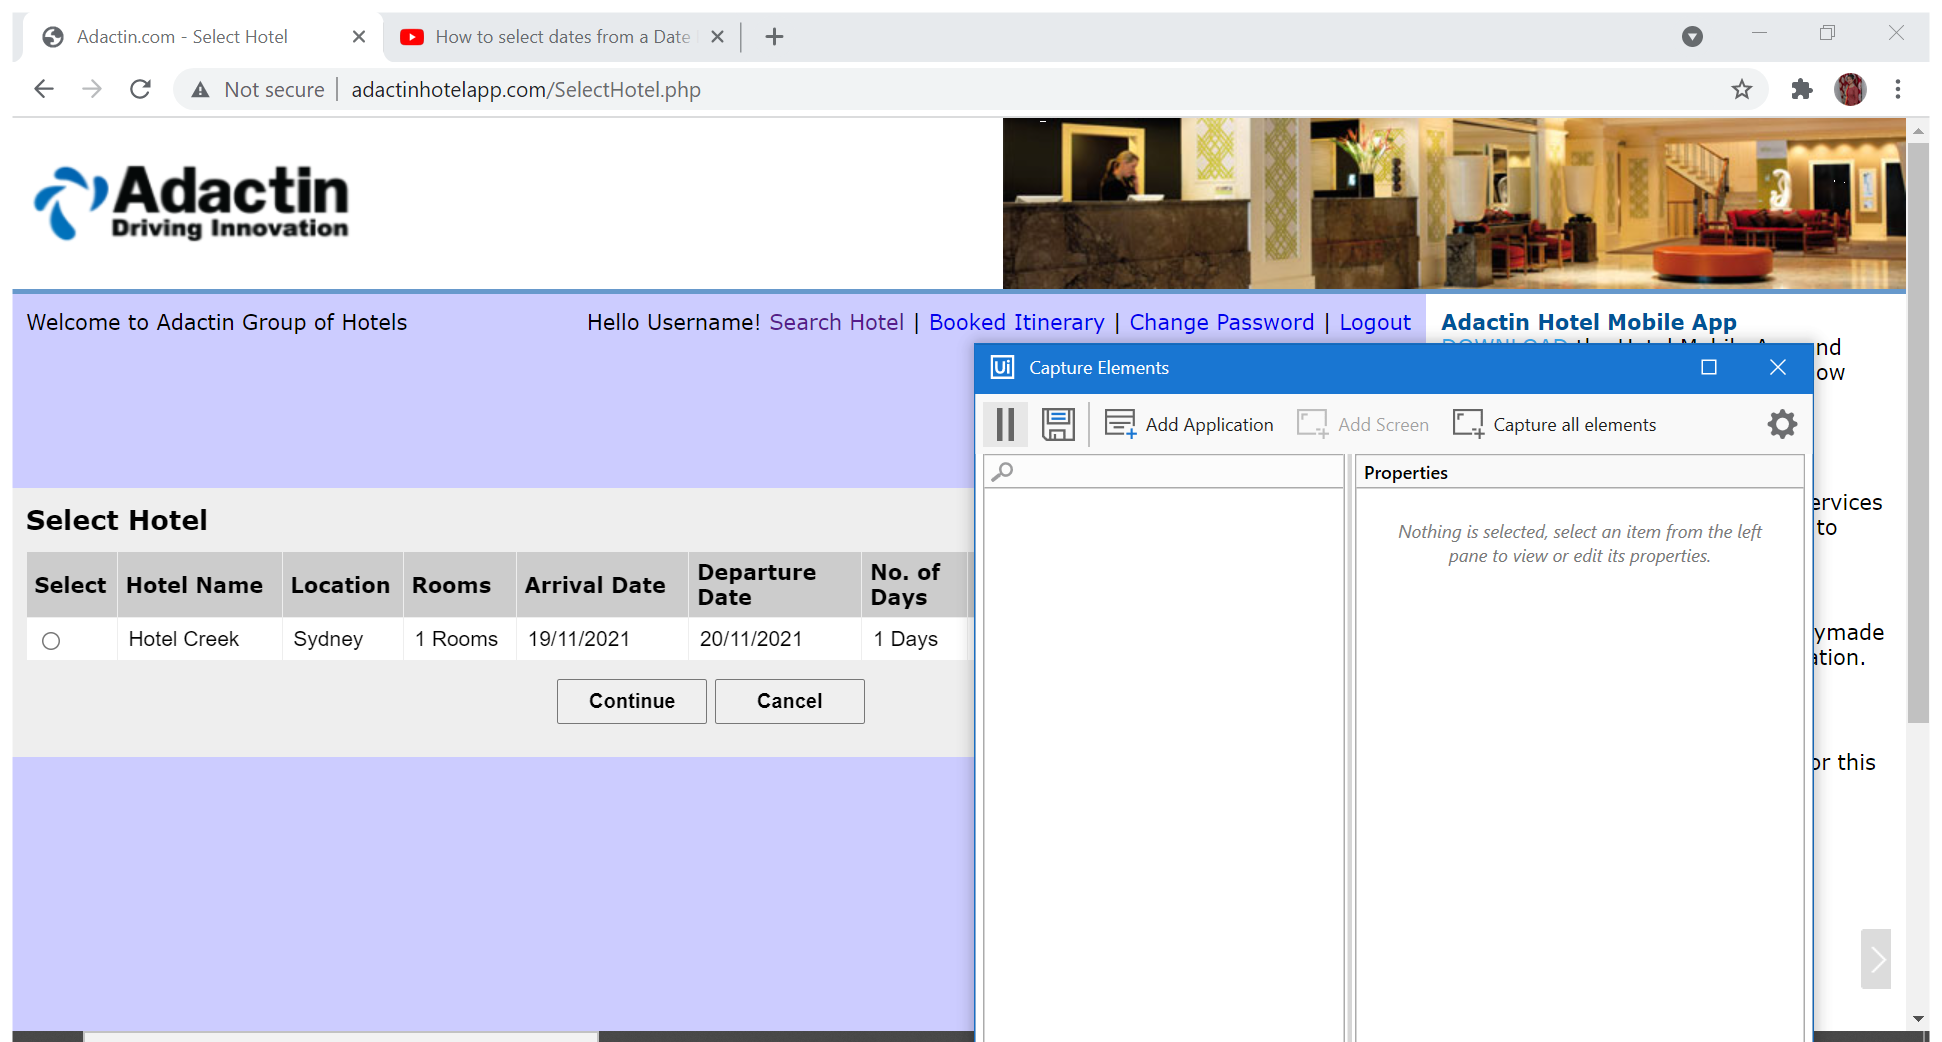 Adactin.com - Select Hotel
How to select dates from a Date
Not secure | adactinhotelapp.com/SelectHotel.php
Adactin
Driving Innovation
Welcome to Adactin Group of Hotels
Hello Username! Search Hotel | Booked Itinerary | Change Password | Logout
Adactin Hotel Mobile App
nd
ow
Ui Capture Elements
Add Application
Add Screen
Capture all elements
Properties
Nothing is selected, select an item from the left
pane to view or edit its properties.
ervices
to
ymade
ation.
or this
Select Hotel
Select Hotel Name Location Rooms Arrival Date Departure Date No. of Days
Hotel Creek Sydney 1 Rooms 19/11/2021 20/11/2021 1 Days
Continue Cancel